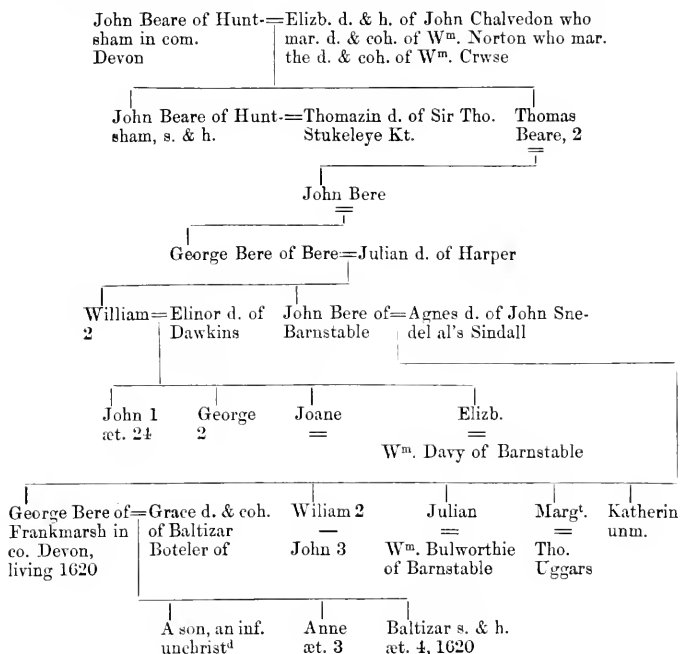 John Beare of Hunt-=Elizb. d. & h. of John Chalvedon who
sham in com. mar. d. & coh. of Wm. Norton who mar.
Devon the d. & coh. of Wm. Crwse
John Beare of Hunt-=Thomazin d. of Sir Tho. Thomas
sham, s. & h. Stukeleye Kt. Beare, 2
=
John Bere
=
George Bere of Bere=Julian d. of Harper
William=Elinor d. of John Bere of=Agnes d. of John Sne-
2 Dawkins Barnstable del al's Sindall
John 1 George Joane Elizb.
æt. 24 2 = =
Wm. Davy of Barnstable
George Bere of=Grace d. & coh. Wiliam 2 Julian Margt. Katherin
Frankmarsh in of Baltizar — = = unm.
co. Devon, Boteler of John 3 Wm. Bulworthie Tho.
living 1620 of Barnstable Uggars
A son, an inf. Anne Baltizar s. & h.
unchristd æt. 3 æt. 4, 1620